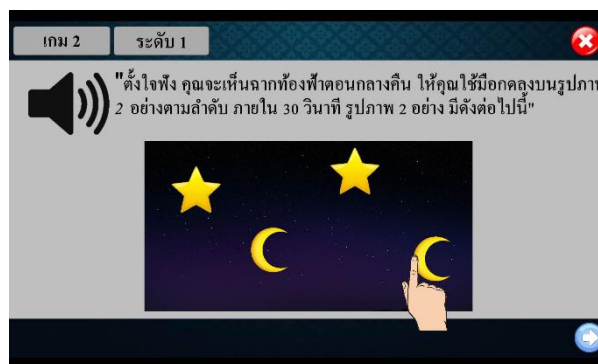 เกม 2
ระดับ 1
"ตั้งใจฟัง คุณจะเห็นฉากท้องฟ้าตอนกลางคืน ให้คุณใช้มือกดลงบนรูปภาพ
2 อย่างตามลำดับ ภายใน 30 วินาที รูปภาพ 2 อย่าง มีดังต่อไปนี้"